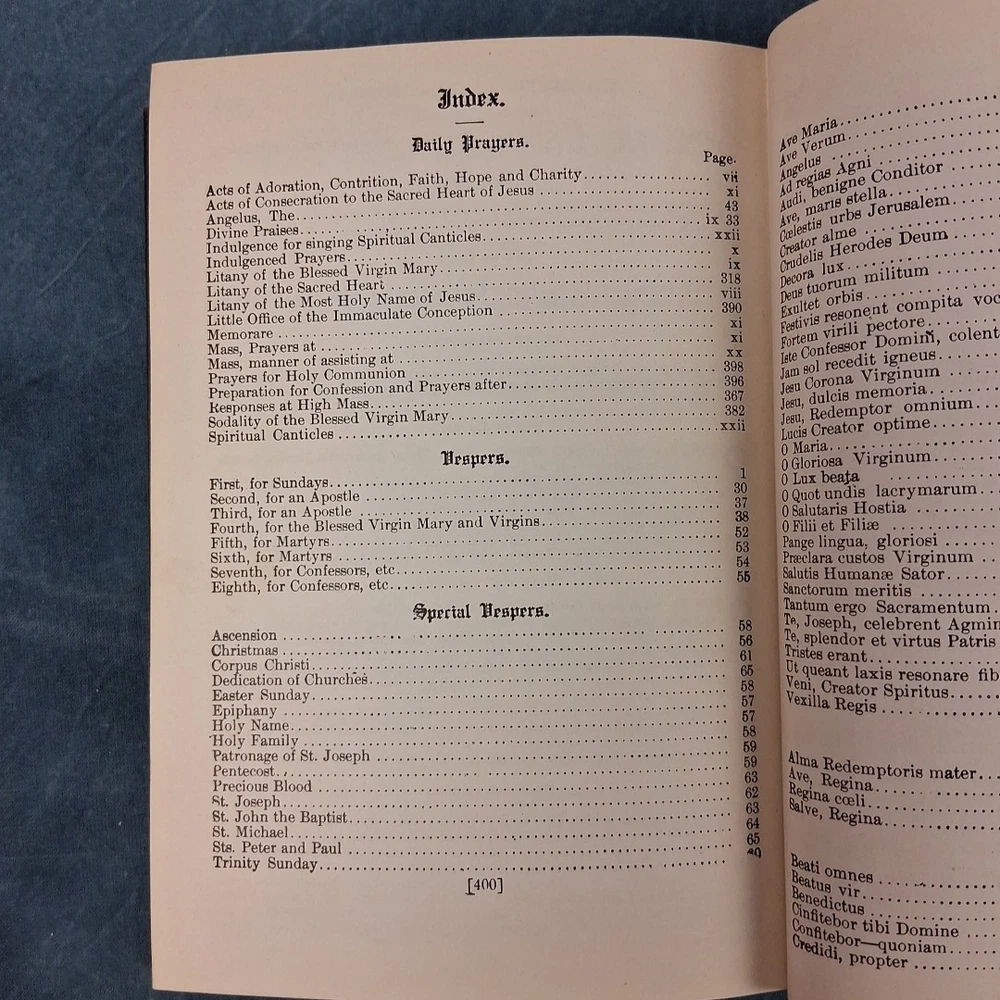 Index.
Daily Prayers.
Page.
Acts of Adoration, Contrition, Faith, Hope and Charity.................. vii
Acts of Consecration to the Sacred Heart of Jesus .................. xi
Angelus, The.................. 43
Divine Praises.................. ix 33
Indulgence for singing Spiritual Canticles.................. xxii
Indulgenced Prayers.................. x
Litany of the Blessed Virgin Mary.................. ix
Litany of the Sacred Heart .................. 318
Litany of the Most Holy Name of Jesus.................. viii
Little Office of the Immaculate Conception .................. 390
Memorare .................. xi
Mass, Prayers at .................. xi
Mass, manner of assisting at .................. xx
Prayers for Holy Communion .................. 398
Preparation for Confession and Prayers after.................. 396
Responses at High Mass.................. 367
Sodality of the Blessed Virgin Mary.................. 382
Spiritual Canticles .................. xxii
Vespers.
First, for Sundays.................. 1
Second, for an Apostle .................. 30
Third, for an Apostle .................. 37
Fourth, for the Blessed Virgin Mary and Virgins.................. 38
Fifth, for Martyrs.................. 52
Sixth, for Martyrs .................. 53
Seventh, for Confessors, etc.................. 54
Eighth, for Confessors, etc.................. 55
Special Vespers.
Ascension .................. 58
Christmas .................. 56
Corpus Christi.................. 61
Dedication of Churches.................. 65
Easter Sunday.................. 58
Epiphany .................. 57
Holy Name.................. 57
Holy Family .................. 58
Patronage of St. Joseph .................. 59
Pentecost.................. 59
Precious Blood .................. 63
St. Joseph.................. 62
St. John the Baptist.................. 63
St. Michael.................. 64
Sts. Peter and Paul .................. 65
Trinity Sunday..................
[400]
Ave Maria..................
Ave Verum..................
Angelus ..................
Ad regias Agni ..................
Audi, benigne Conditor ..................
Ave, maris stella..................
Cœlestis urbs Jerusalem..................
Creator alme ..................
Crudelis Herodes Deum ..................
Decora lux..................
Deus tuorum militum ..................
Exultet orbis..................
Festivis resonent compita voc
Fortem virili pectore..................
Iste Confessor Domini, colent
Jam sol recedit igneus..................
Jesu Corona Virginum ..................
Jesu, dulcis memoria..................
Jesu, Redemptor omnium..................
Lucis Creator optime..................
O Maria..................
O Gloriosa Virginum..................
O Lux beata
O Quot undis lacrymarum..................
O Salutaris Hostia ..................
O Filii et Filiæ ..................
Pange lingua, gloriosi ..................
Præclara custos Virginum ..................
Salutis Humanæ Sator..................
Sanctorum meritis ..................
Tantum ergo Sacramentum..................
Te, Joseph, celebrent Agmin
Te, splendor et virtus Patris
Tristes erant..................
Ut queant laxis resonare fib
Veni, Creator Spiritus..................
Vexilla Regis ..................
Alma Redemptoris mater..................
Ave, Regina..................
Regina cœli..................
Salve, Regina..................
Beati omnes ..................
Beatus vir..................
Benedictus ..................
Cinfitebor tibi Domine ..................
Confitebor—quoniam..................
Credidi, propter ..................